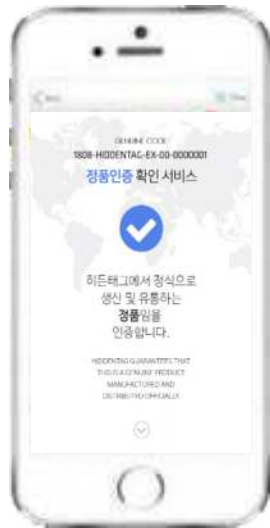 GENUINE CODE
1808-HIDDENTAG-EX-00-0000001
정품인증 확인 서비스
히든태그에서 정식으로
생산 및 유통하는
정품임을
인증합니다.
HIDDENTAG GUARANTEES THAT
THIS IS A GENUINE PRODUCT
MANUFACTURED AND
DISTRIBUTED OFFICIALLY.